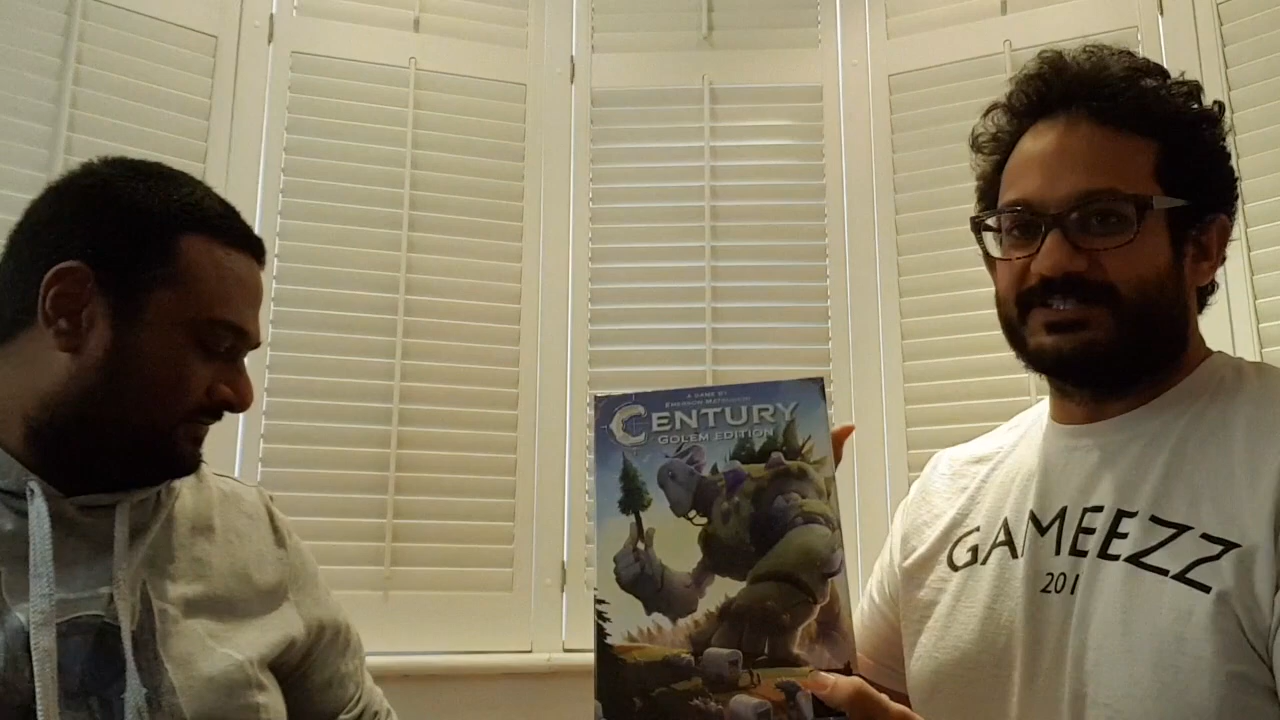 A GAME BY
EMERSON MATSUUCHI
CENTURY
GOLEM EDITION
GAMEEZZ
201